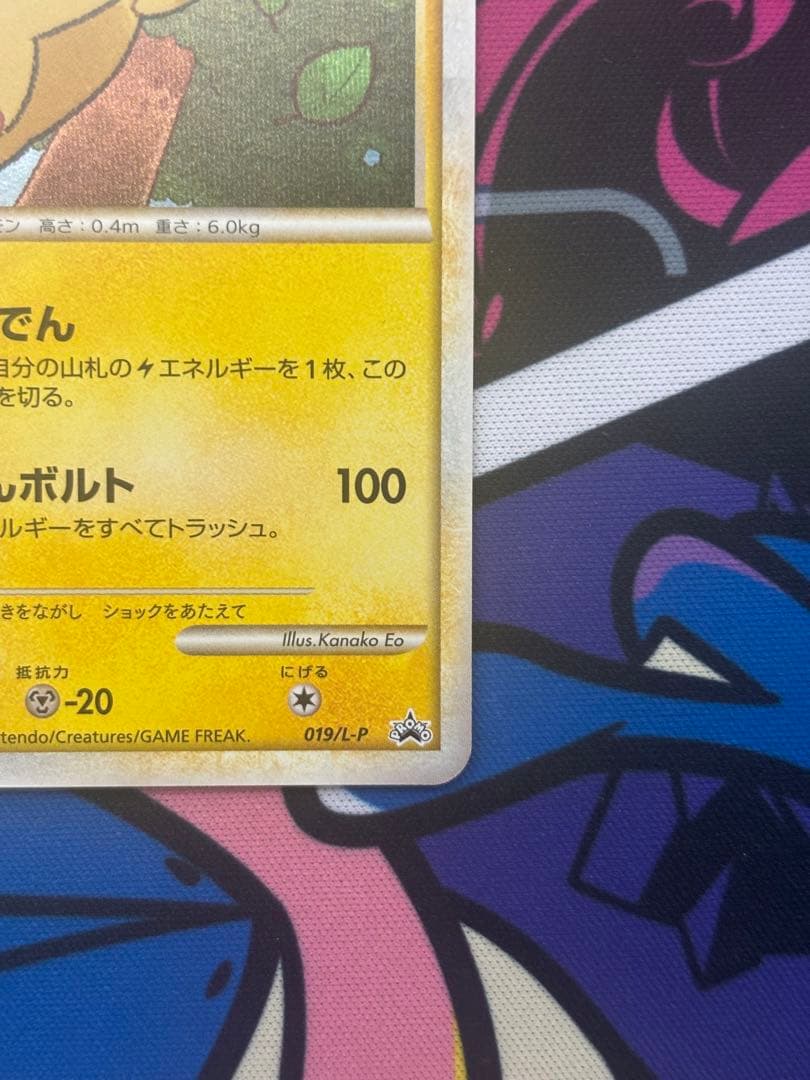 モン 高さ：0.4m 重さ：6.0kg
でん
自分の山札のエネルギーを1枚、この
を切る。
んボルト 100
ルギーをすべてトラッシュ。
きをながし ショックをあたえて
Illus.Kanako Eo
抵抗力 にげる
-20
tendo/Creatures/GAME FREAK. 019/L-P PROMO